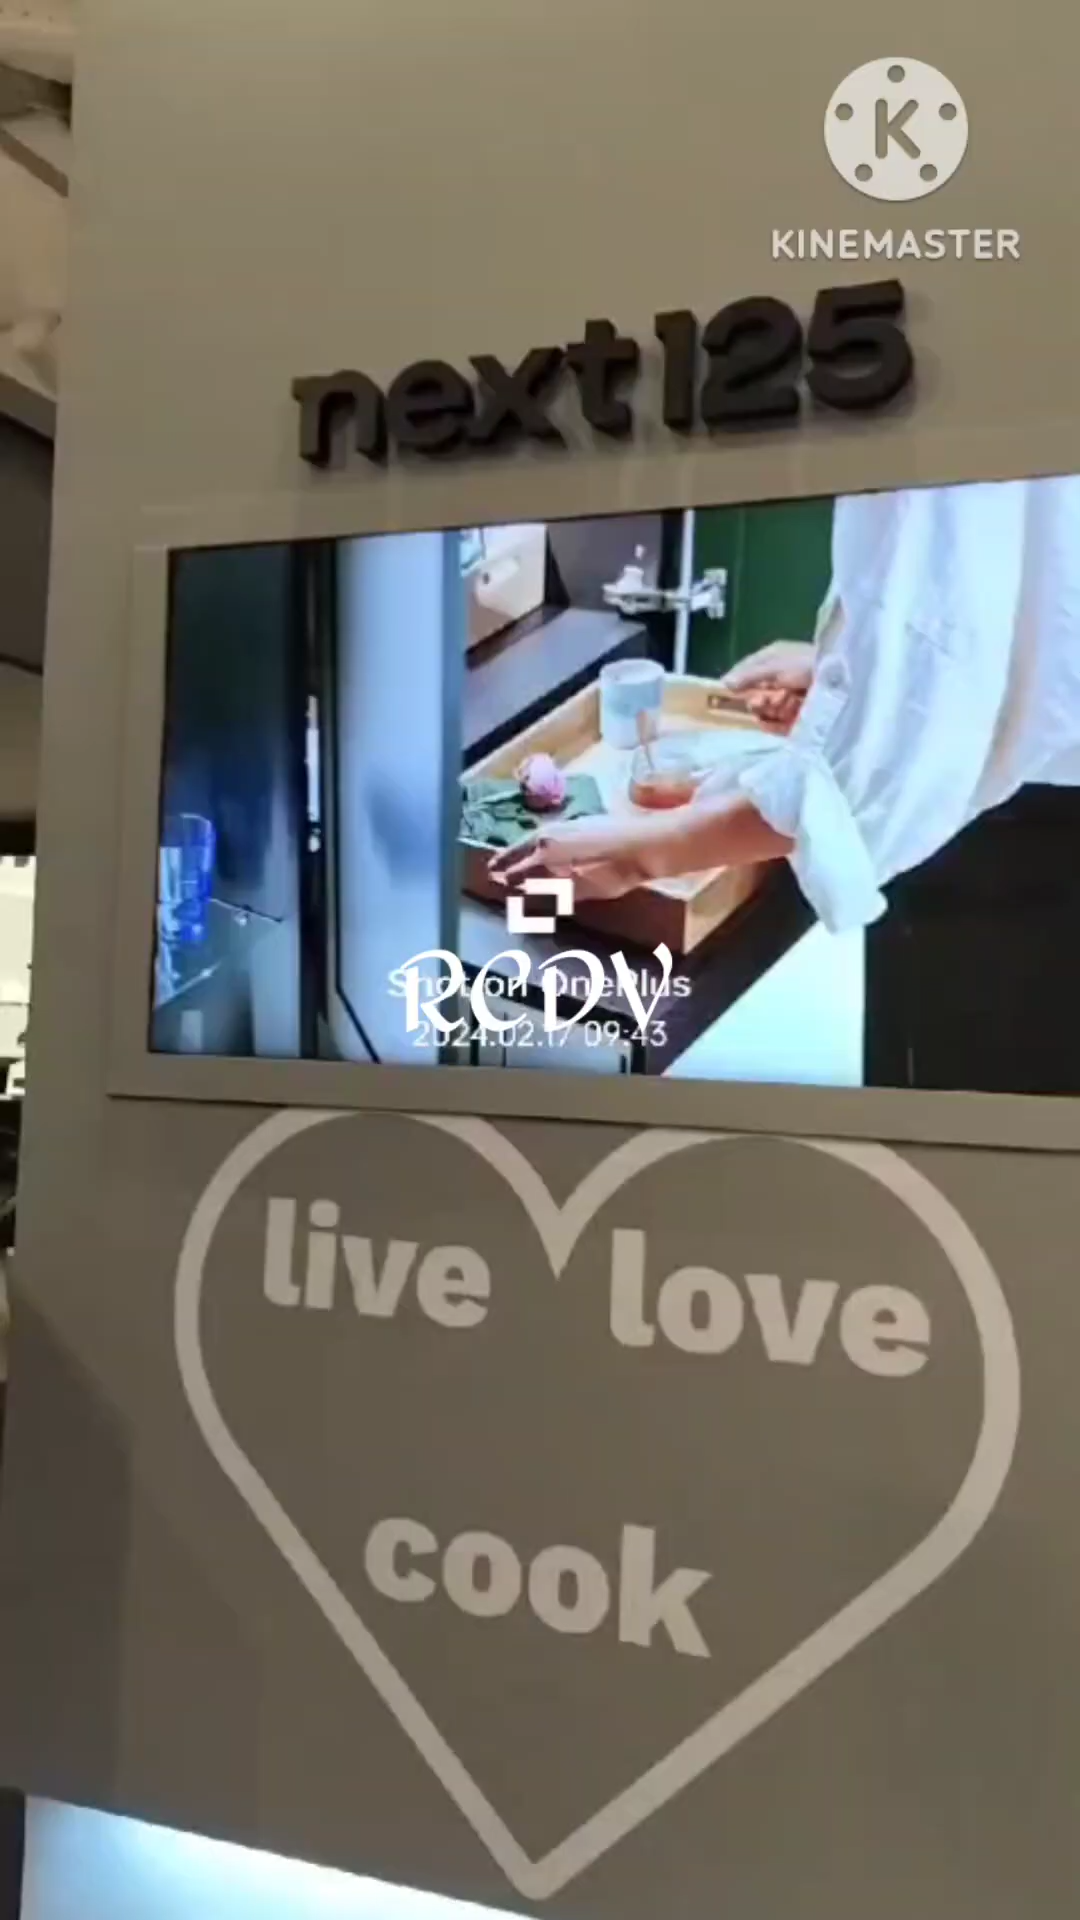 K
KINEMASTER
next125
Shot on OnePlus
RCDV
2024.02.17 09:43
live love
cook